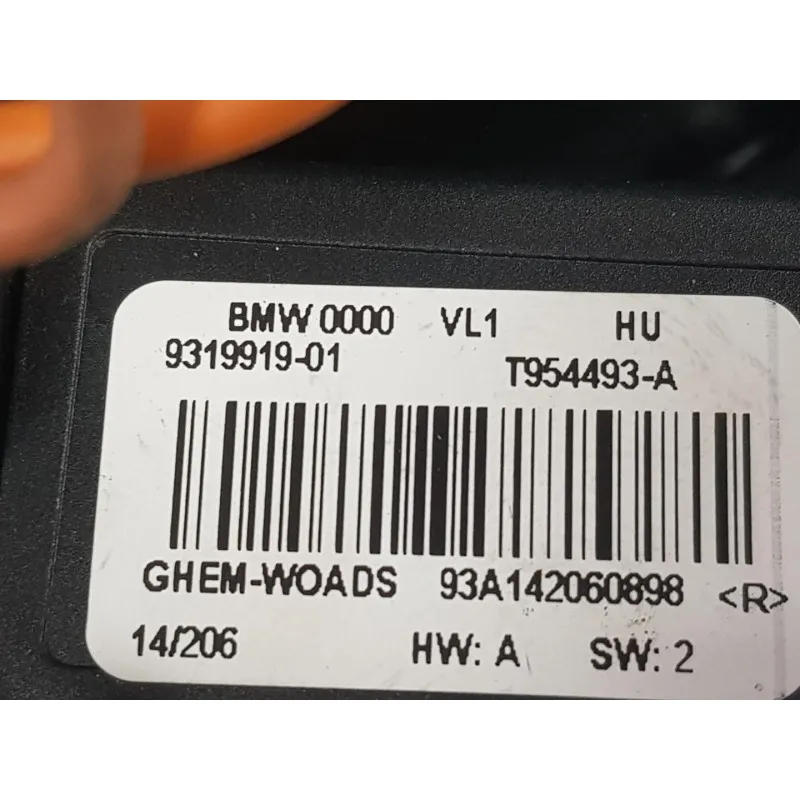 BMW 0000 VL1 HU
9319919-01 T954493-A
GHEM-WOADS 93A142060898 <R>
14/206 HW: A SW: 2